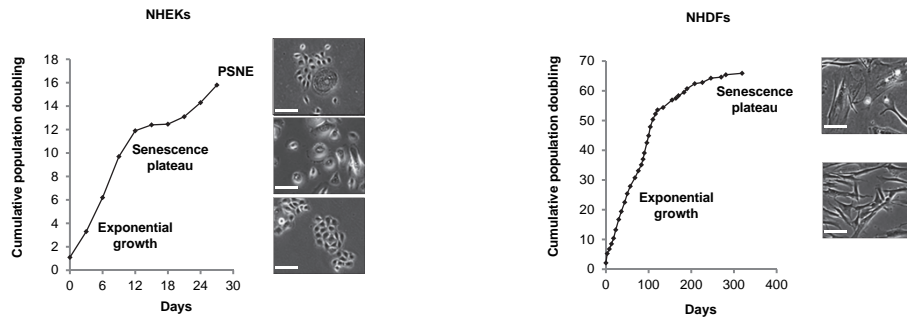 NHEKs
Cumulative population doubling
18
16
14
12
10
8
6
4
2
0
0 6 12 18 24 30
Days
PSNE
Senescence
plateau
Exponential
growth
NHDFs
Cumulative population doubling
70
60
50
40
30
20
10
0
0 100 200 300 400
Days
Senescence
plateau
Exponential
growth